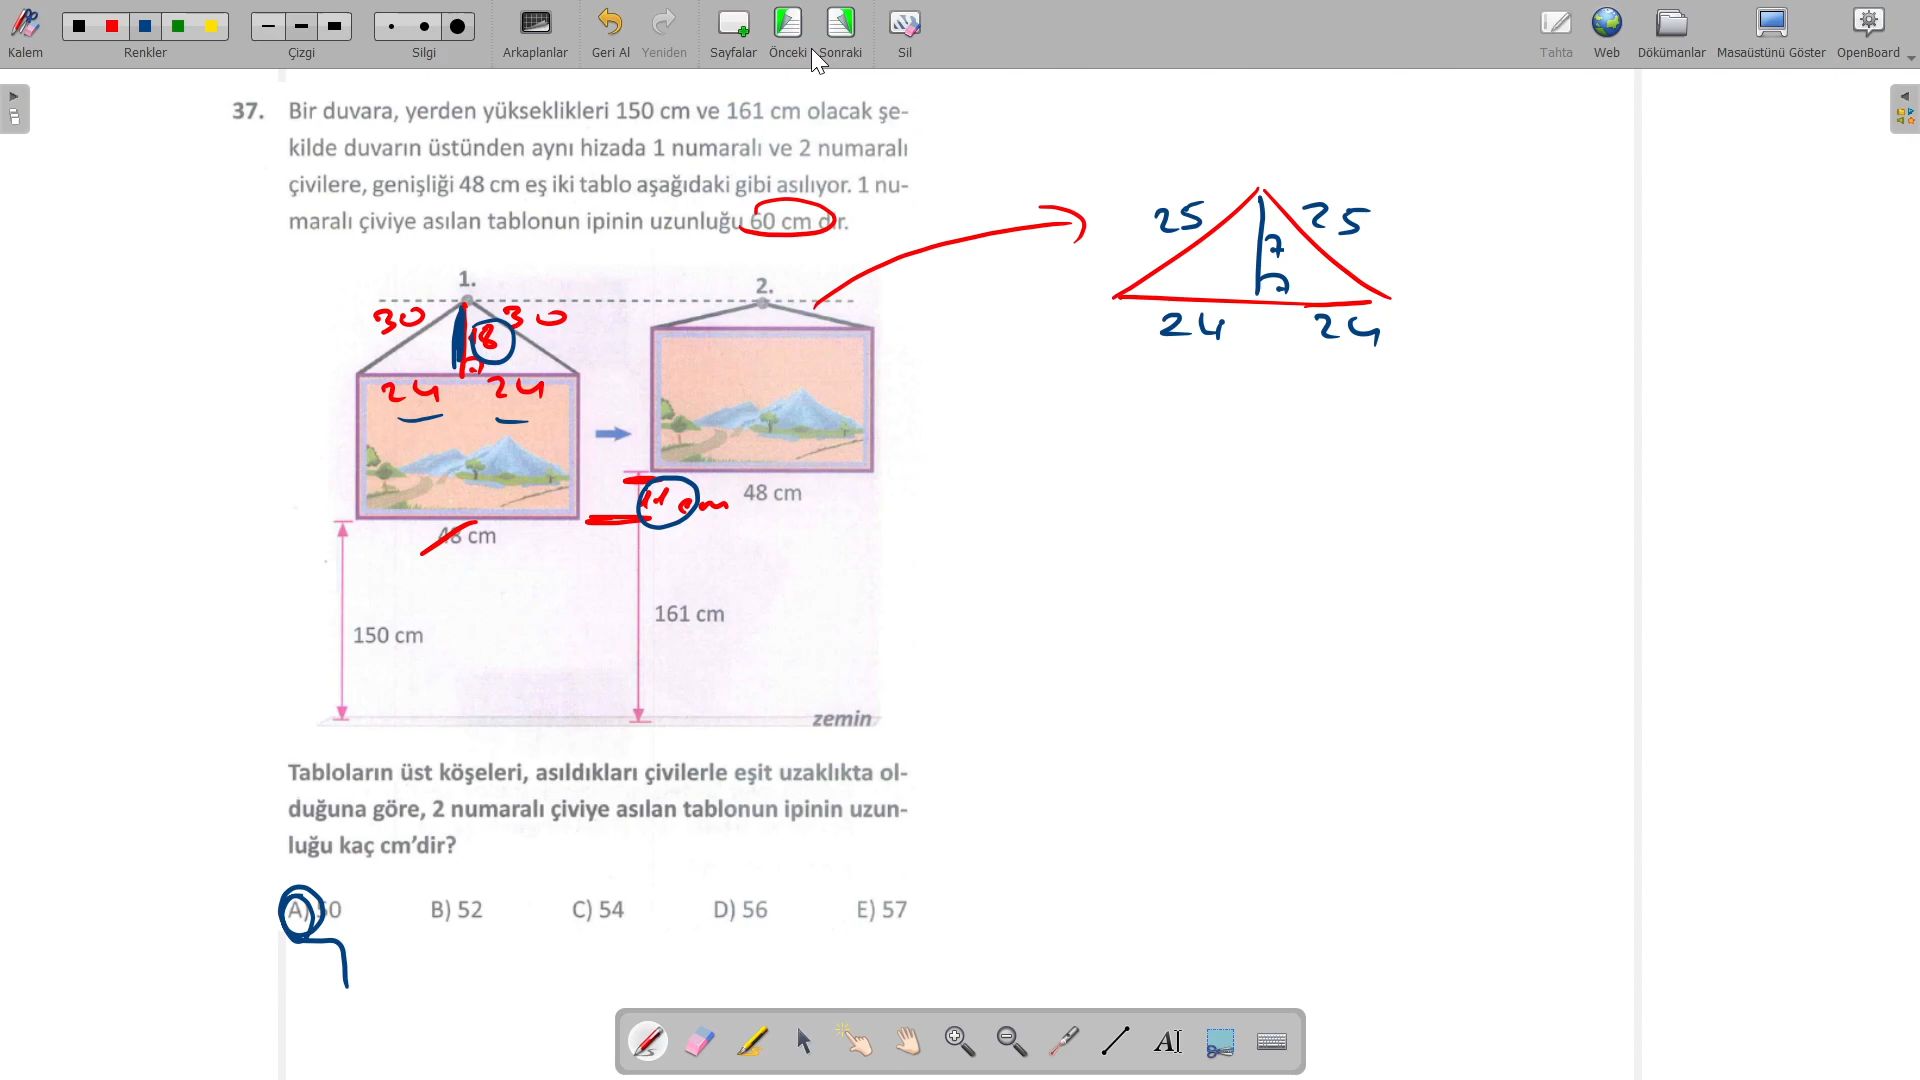 Kalem
Renkler
Çizgi
Silgi
Arkaplanlar
Geri Al
Yeniden
Sayfalar
Önceki
Sonraki
Sil
Tahta
Web
Dökümanlar
Masaüstünü Göster
OpenBoard
37. Bir duvara, yerden yükseklikleri 150 cm ve 161 cm olacak şe-
kilde duvarın üstünden aynı hizada 1 numaralı ve 2 numaralı
çivilere, genişliği 48 cm eş iki tablo aşağıdaki gibi asılıyor. 1 nu-
maralı çiviye asılan tablonun ipinin uzunluğu 60 cm dir.
25 25
7
24 24
1. 2.
30 30
18
24 24
11 cm
48 cm
48 cm
161 cm
150 cm
zemin
Tabloların üst köşeleri, asıldıkları çivilerle eşit uzaklıkta ol-
duğuna göre, 2 numaralı çiviye asılan tablonun ipinin uzun-
luğu kaç cm'dir?
A) 50 B) 52 C) 54 D) 56 E) 57